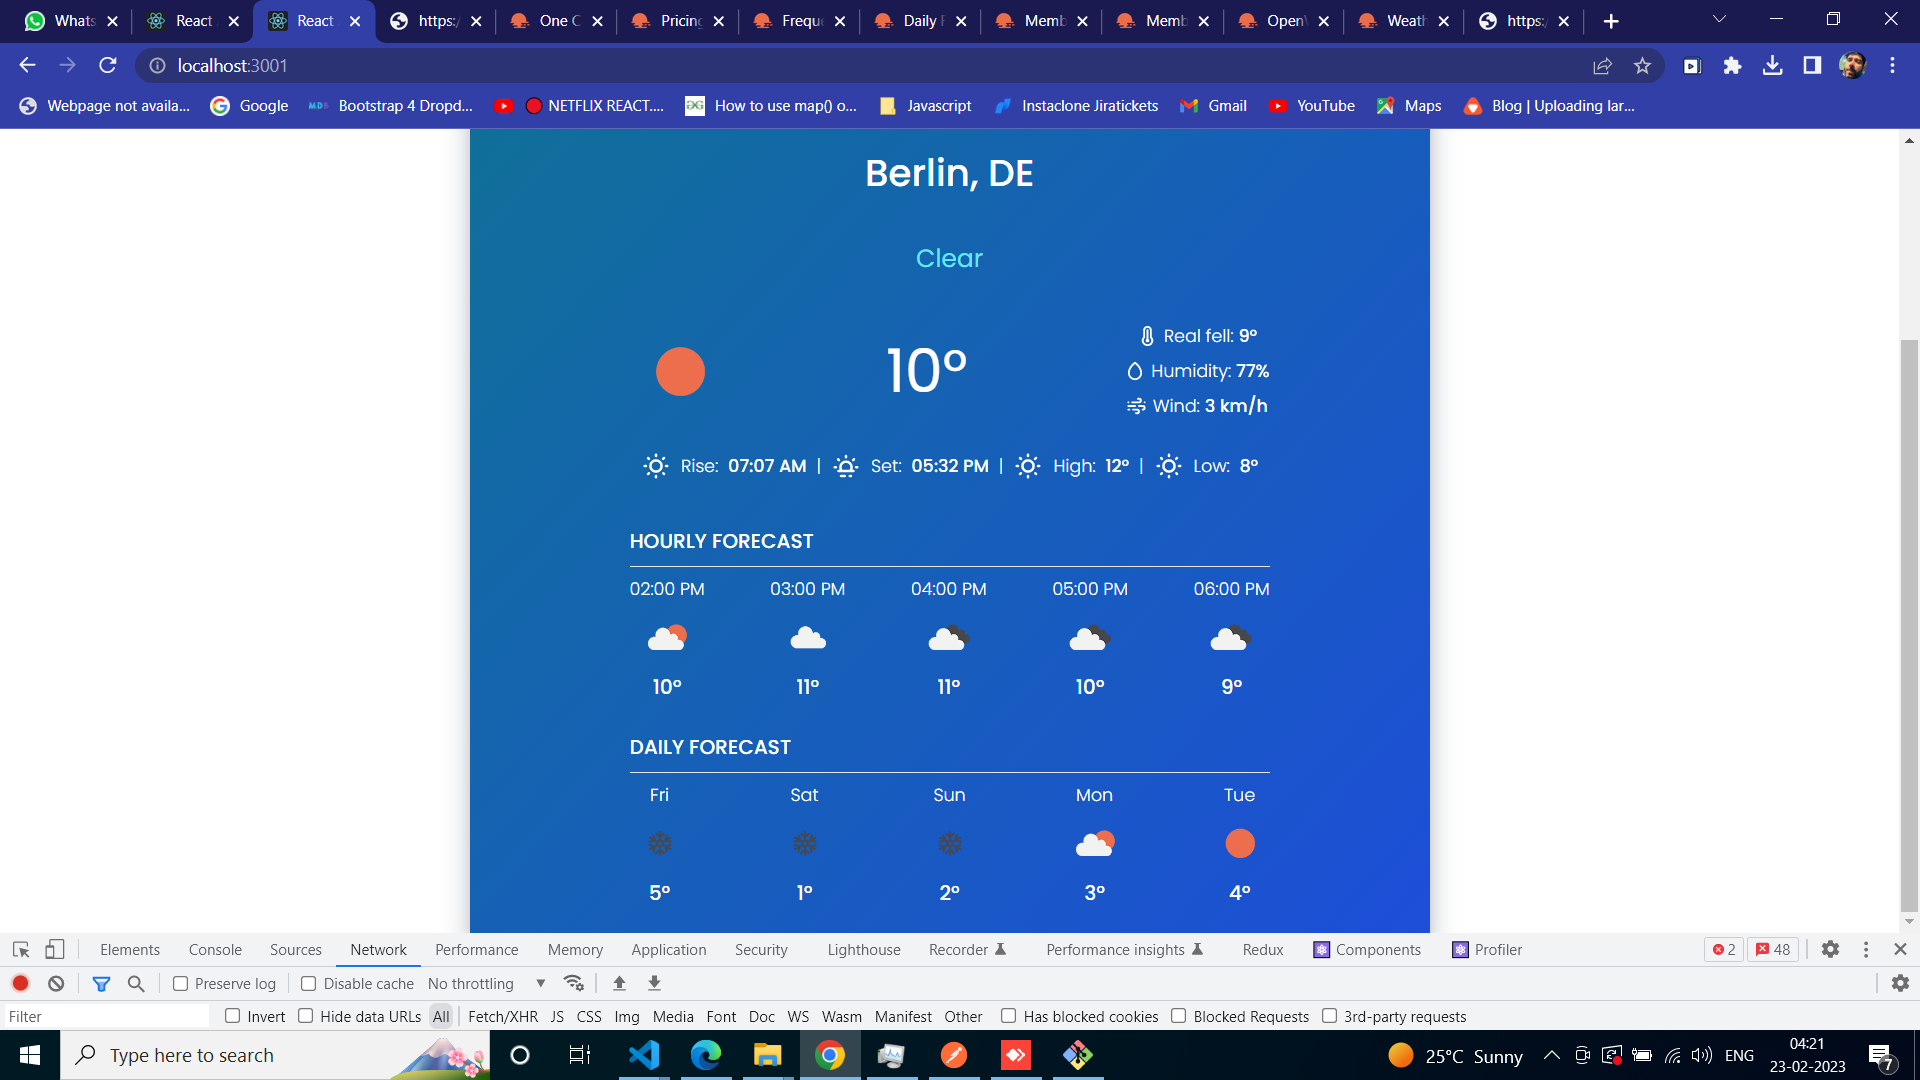 Whats
React
React
https:/
One C
Pricing
Freque
Daily F
Memb
Memb
OpenW
Weath
https:/
localhost:3001
Webpage not availa...
Google
Bootstrap 4 Dropd...
NETFLIX REACT....
How to use map() o...
Javascript
Instaclone Jiratickets
Gmail
YouTube
Maps
Blog | Uploading lar...
Berlin, DE
Clear
10°
Real fell: 9°
Humidity: 77%
Wind: 3 km/h
Rise: 07:07 AM | Set: 05:32 PM | High: 12° | Low: 8°
HOURLY FORECAST
02:00 PM 03:00 PM 04:00 PM 05:00 PM 06:00 PM
10° 11° 11° 10° 9°
DAILY FORECAST
Fri Sat Sun Mon Tue
5° 1° 2° 3° 4°
Elements Console Sources Network Performance Memory Application Security Lighthouse Recorder Performance insights Redux Components Profiler 2 48
Preserve log Disable cache No throttling
Filter Invert Hide data URLs All Fetch/XHR JS CSS Img Media Font Doc WS Wasm Manifest Other Has blocked cookies Blocked Requests 3rd-party requests
Type here to search
25°C Sunny
ENG
04:21
23-02-2023
7